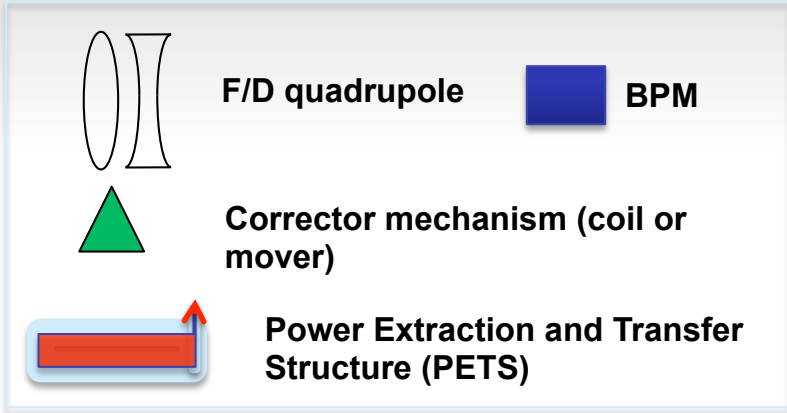 F/D quadrupole
BPM
Corrector mechanism (coil or
mover)
Power Extraction and Transfer
Structure (PETS)